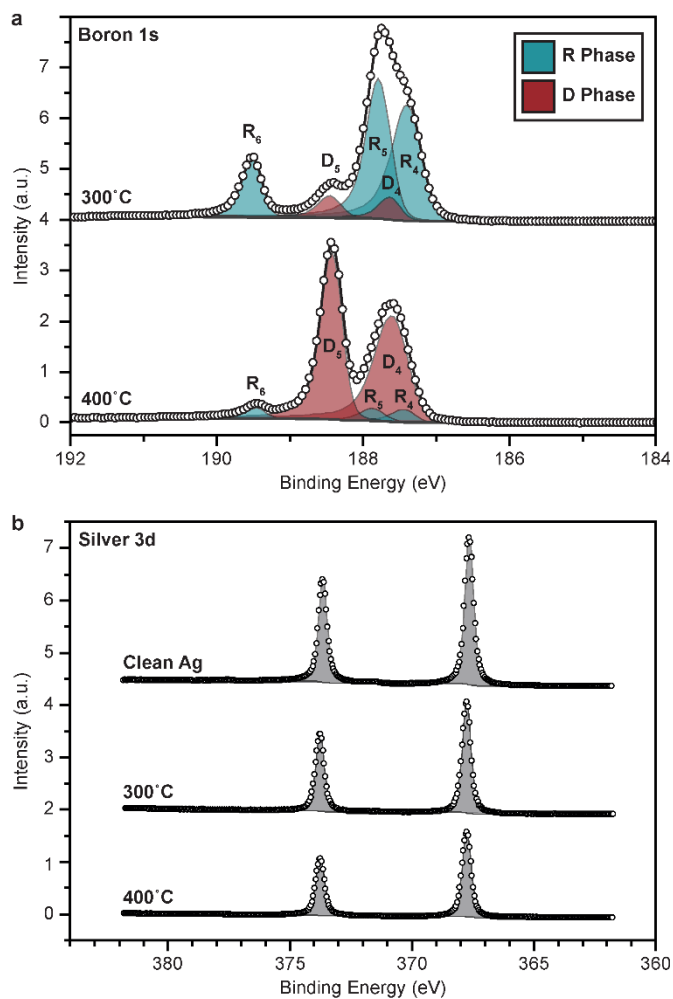 a
Boron 1s
R Phase
D Phase
7
6
5
4
3
2
1
0
Intensity (a.u.)
R₆
D₅
R₅
R₄
D₄
300˚C
D₅
D₄
R₆
R₅
R₄
400˚C
192
190
188
186
184
Binding Energy (eV)
b
Silver 3d
7
6
5
4
3
2
1
0
Intensity (a.u.)
Clean Ag
300˚C
400˚C
380
375
370
365
360
Binding Energy (eV)